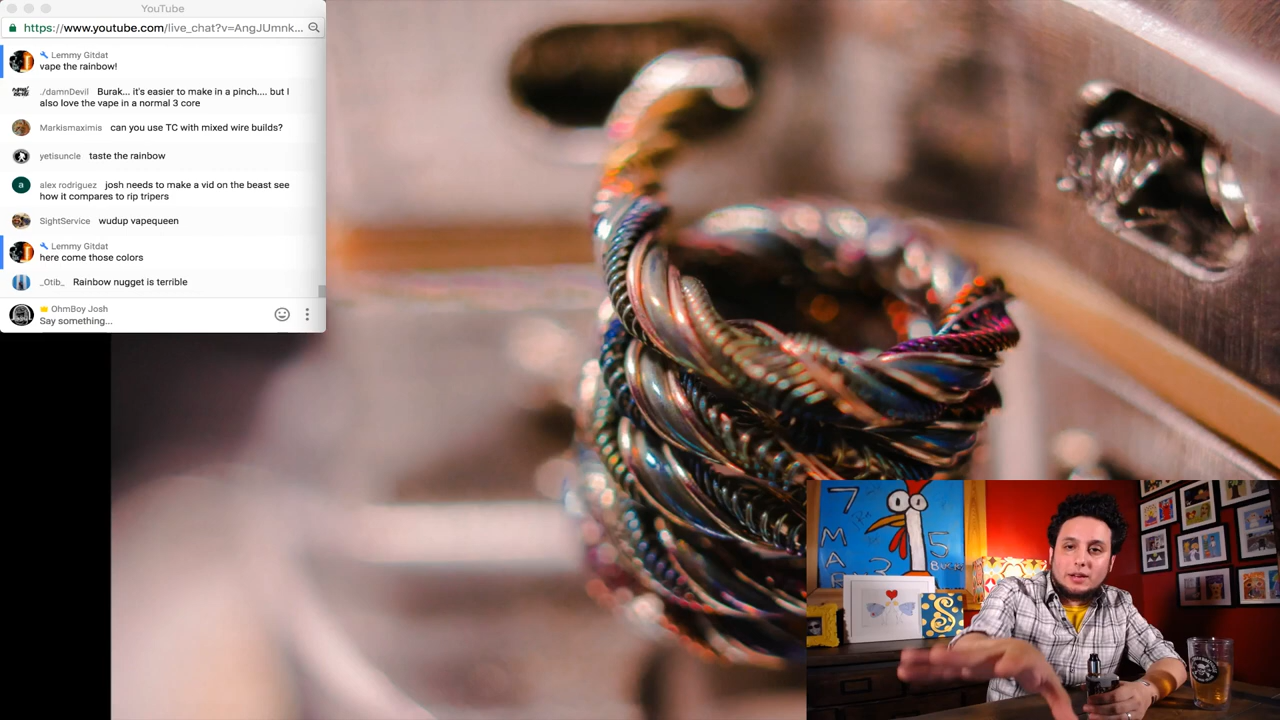 YouTube
https://www.youtube.com/live_chat?v=AngJUmnk...
Lemmy Gitdat
vape the rainbow!
./damnDevil Burak... it's easier to make in a pinch.... but I
also love the vape in a normal 3 core
Markismaximis can you use TC with mixed wire builds?
yetisuncle taste the rainbow
a alex rodriguez josh needs to make a vid on the beast see
how it compares to rip tripers
SightService wudup vapequeen
Lemmy Gitdat
here come those colors
_Otib_ Rainbow nugget is terrible
OhmBoy Josh
Say something...
7
MAR
3
5
S